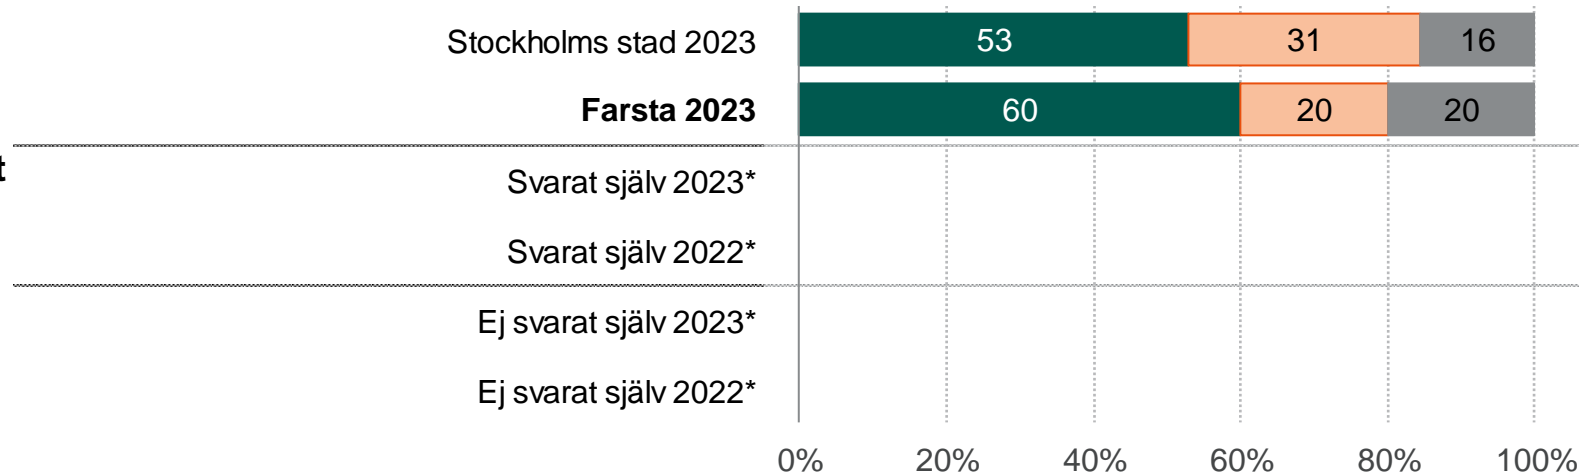 Stockholms stad 2023 53 31 16
Farsta 2023 60 20 20
t
Svarat själv 2023*
Svarat själv 2022*
Ej svarat själv 2023*
Ej svarat själv 2022*
0% 20% 40% 60% 80% 100%